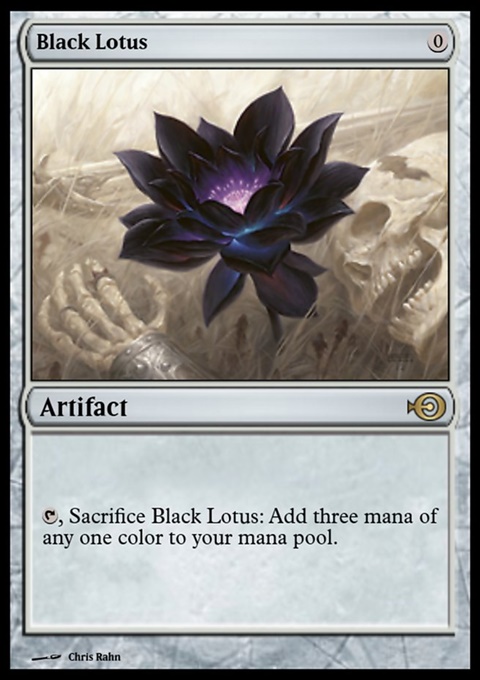 Black Lotus 0
Artifact
, Sacrifice Black Lotus: Add three mana of
any one color to your mana pool.
Chris Rahn